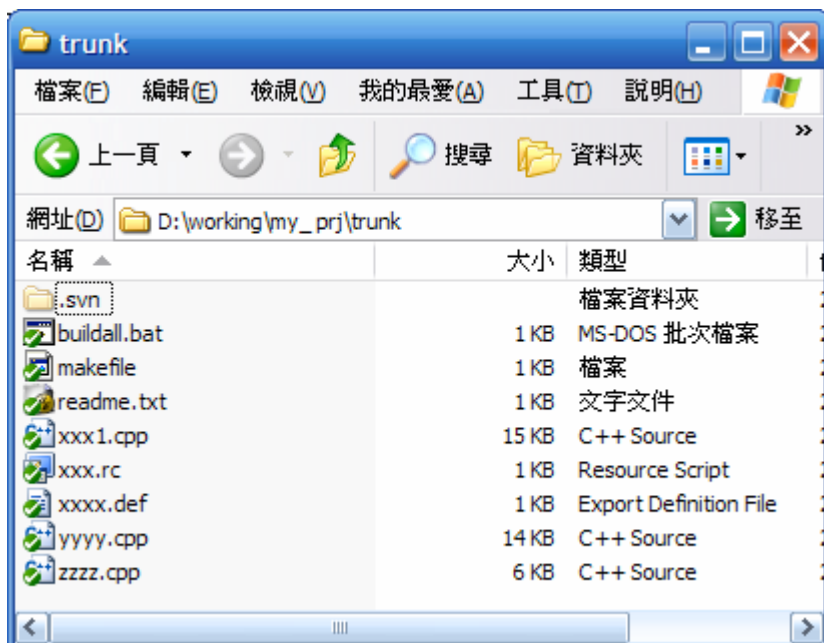 trunk
檔案(F) 編輯(E) 檢視(V) 我的最愛(A) 工具(T) 說明(H)
上一頁 搜尋 資料夾 »
網址(D) D:\working\my_prj\trunk 移至
名稱 大小 類型
.svn 檔案資料夾
buildall.bat 1 KB MS-DOS 批次檔案
makefile 1 KB 檔案
readme.txt 1 KB 文字文件
xxx1.cpp 15 KB C++ Source
xxx.rc 1 KB Resource Script
xxxx.def 1 KB Export Definition File
yyyy.cpp 14 KB C++ Source
zzzz.cpp 6 KB C++ Source